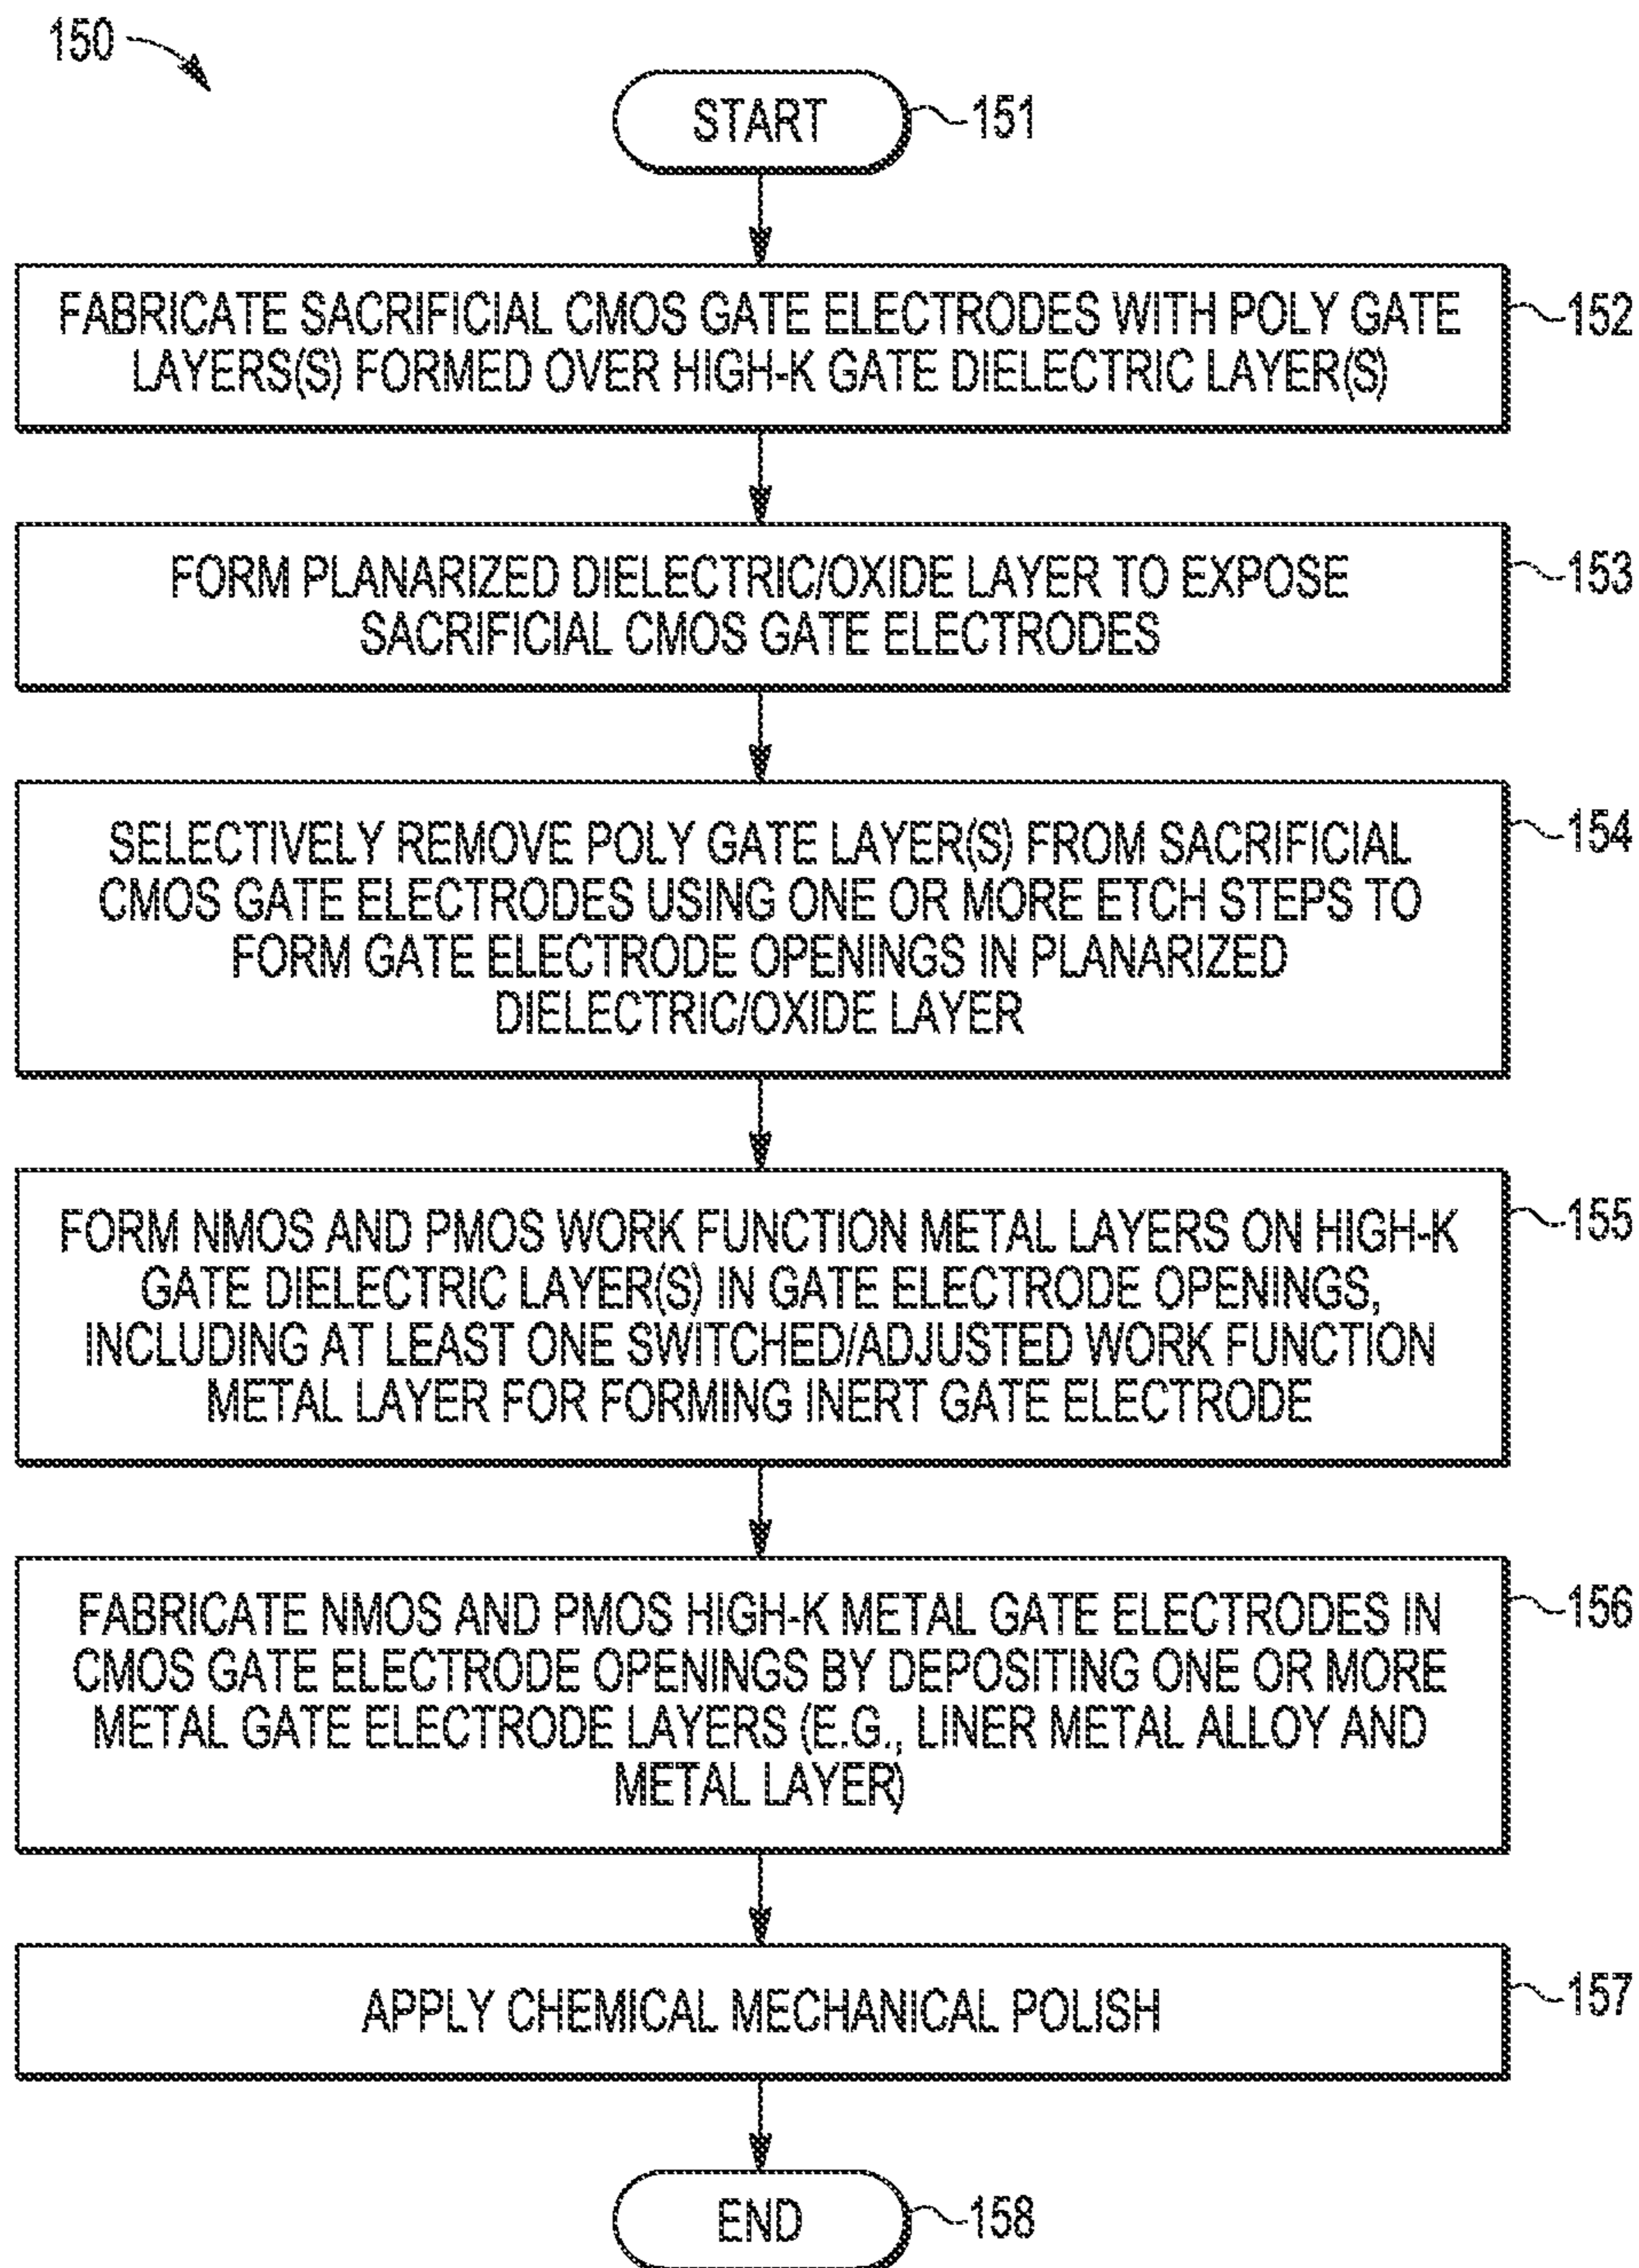 150
START
151
FABRICATE SACRIFICIAL CMOS GATE ELECTRODES WITH POLY GATE
LAYERS(S) FORMED OVER HIGH-K GATE DIELECTRIC LAYER(S)
152
FORM PLANARIZED DIELECTRIC/OXIDE LAYER TO EXPOSE
SACRIFICIAL CMOS GATE ELECTRODES
153
SELECTIVELY REMOVE POLY GATE LAYER(S) FROM SACRIFICIAL
CMOS GATE ELECTRODES USING ONE OR MORE ETCH STEPS TO
FORM GATE ELECTRODE OPENINGS IN PLANARIZED
DIELECTRIC/OXIDE LAYER
154
FORM NMOS AND PMOS WORK FUNCTION METAL LAYERS ON HIGH-K
GATE DIELECTRIC LAYER(S) IN GATE ELECTRODE OPENINGS,
INCLUDING AT LEAST ONE SWITCHED/ADJUSTED WORK FUNCTION
METAL LAYER FOR FORMING INERT GATE ELECTRODE
155
FABRICATE NMOS AND PMOS HIGH-K METAL GATE ELECTRODES IN
CMOS GATE ELECTRODE OPENINGS BY DEPOSITING ONE OR MORE
METAL GATE ELECTRODE LAYERS (E.G., LINER METAL ALLOY AND
METAL LAYER)
156
APPLY CHEMICAL MECHANICAL POLISH
157
END
158